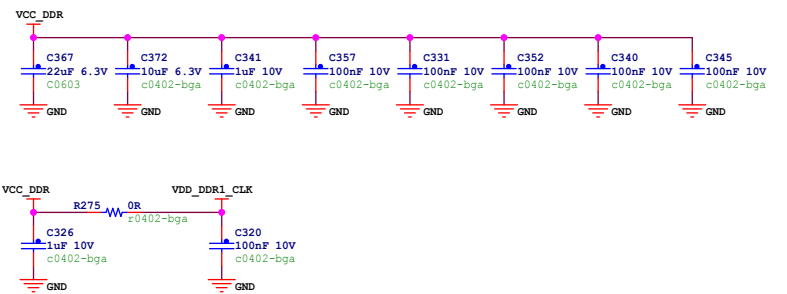 VCC_DDR
C367 C372 C341 C357 C331 C352 C340 C345
22uF 6.3V 10uF 6.3V 1uF 10V 100nF 10V 100nF 10V 100nF 10V 100nF 10V 100nF 10V
C0603 c0402-bga c0402-bga c0402-bga c0402-bga c0402-bga c0402-bga c0402-bga
GND GND GND GND GND GND GND GND
VCC_DDR VDD_DDR1_CLK
R275 0R
r0402-bga
C326 C320
1uF 10V 100nF 10V
c0402-bga c0402-bga
GND GND